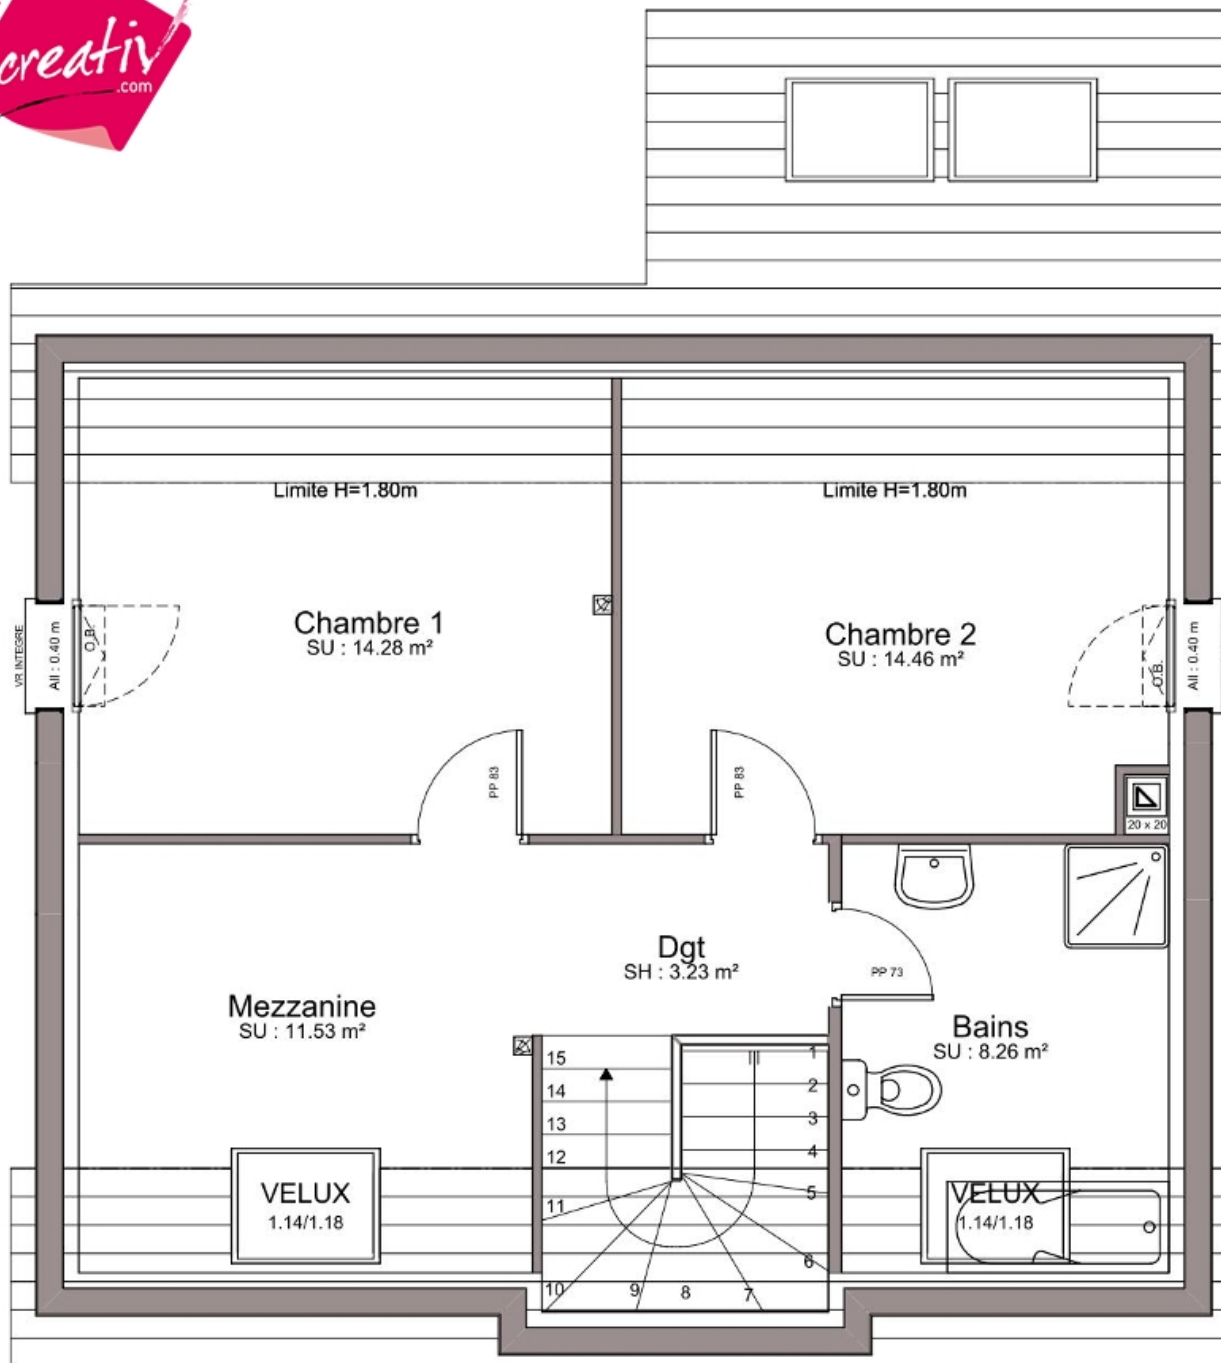 creativ
.com
Limite H=1.80m
Limite H=1.80m
Chambre 1
SU : 14.28 m²
Chambre 2
SU : 14.46 m²
VR INTEGRE
All : 0.40 m
O.B.
O.B.
All : 0.40 m
PP 83
PP 83
20 x 20
Dgt
SH : 3.23 m²
PP 73
Mezzanine
SU : 11.53 m²
Bains
SU : 8.26 m²
15
14
13
12
11
10
9
8
7
6
5
4
3
2
1
VELUX
1.14/1.18
VELUX
1.14/1.18